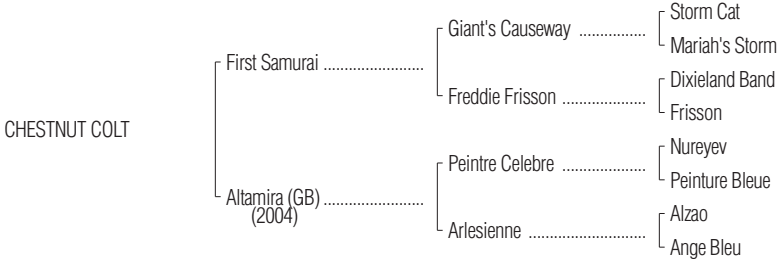 Storm Cat
Giant's Causeway ................
Mariah's Storm
First Samurai ........................
Dixieland Band
Freddie Frisson ....................
Frisson
CHESTNUT COLT
Nureyev
Peintre Celebre ....................
Peinture Bleue
Altamira (GB) ........................
(2004)
Alzao
Arlesienne ............................
Ange Bleu